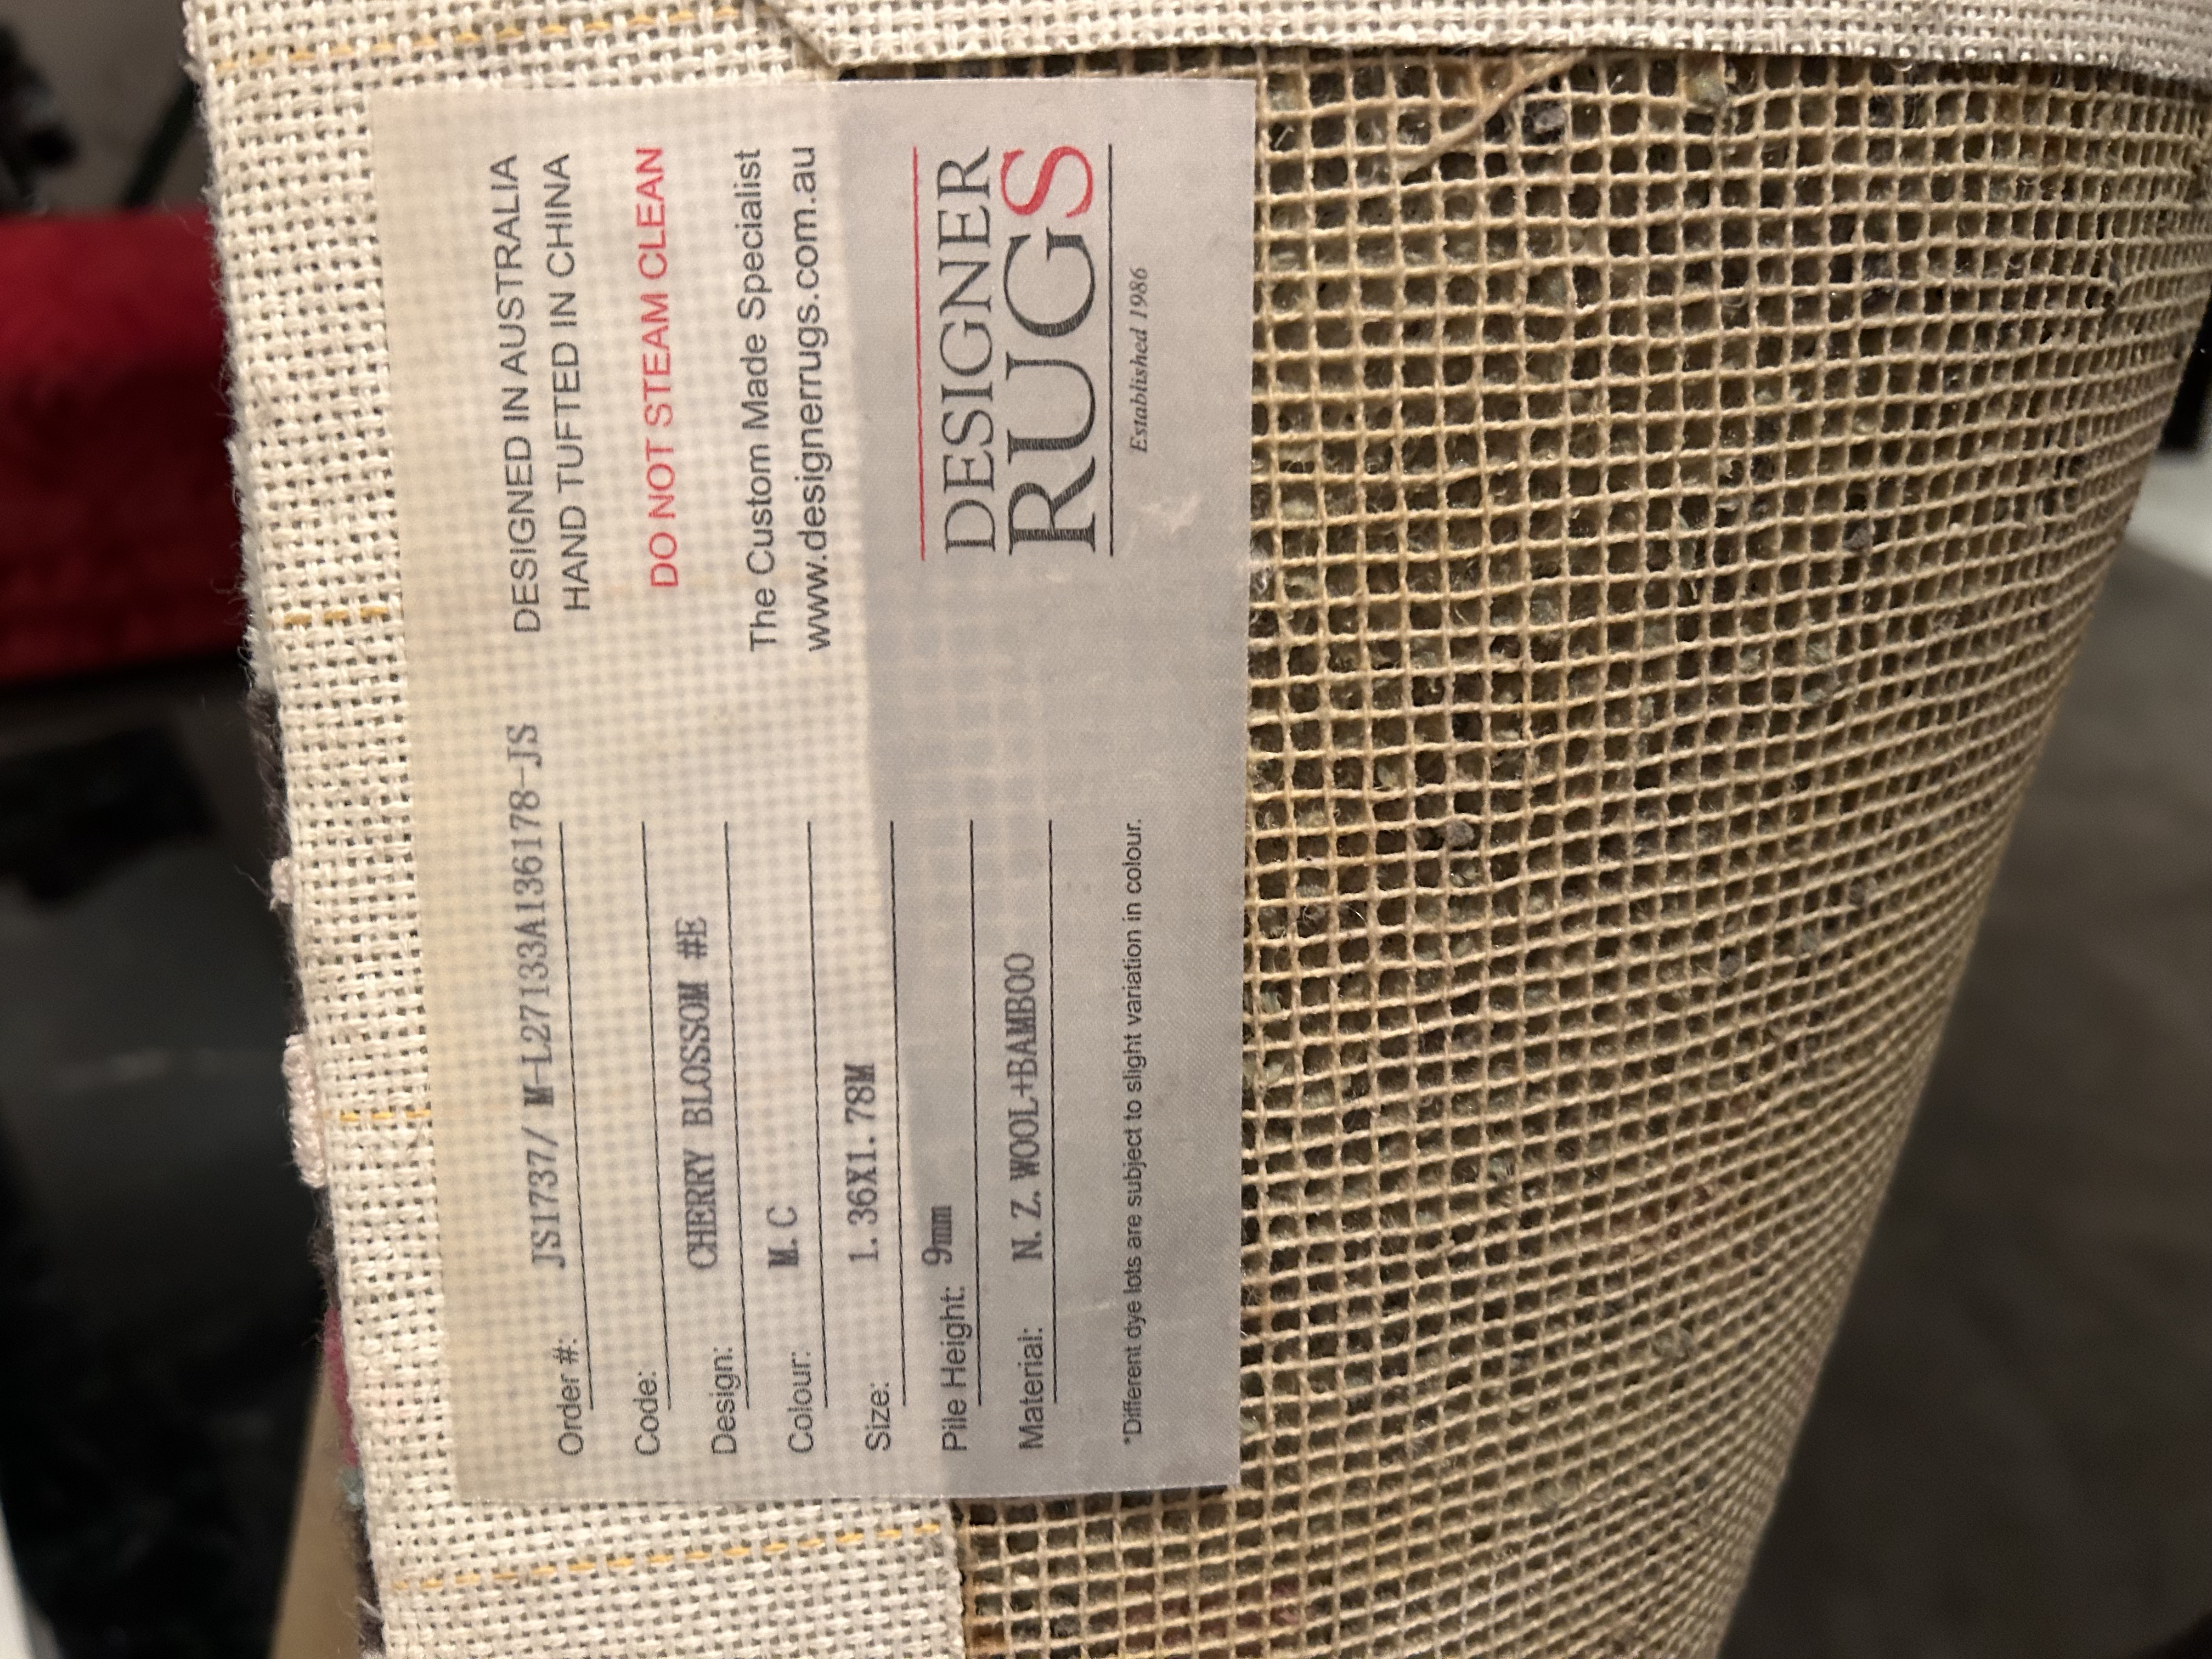 Order #: JS1737/ M-L27133A136178-JS
Code:
Design: CHERRY BLOSSOM #E
Colour: M.C
Size: 1.36X1.78M
Pile Height: 9mm
Material: N.Z.WOOL+BAMBOO
*Different dye lots are subject to slight variation in colour.
DESIGNED IN AUSTRALIA
HAND TUFTED IN CHINA
DO NOT STEAM CLEAN
The Custom Made Specialist
www.designerrugs.com.au
DESIGNER
RUGS
Established 1986